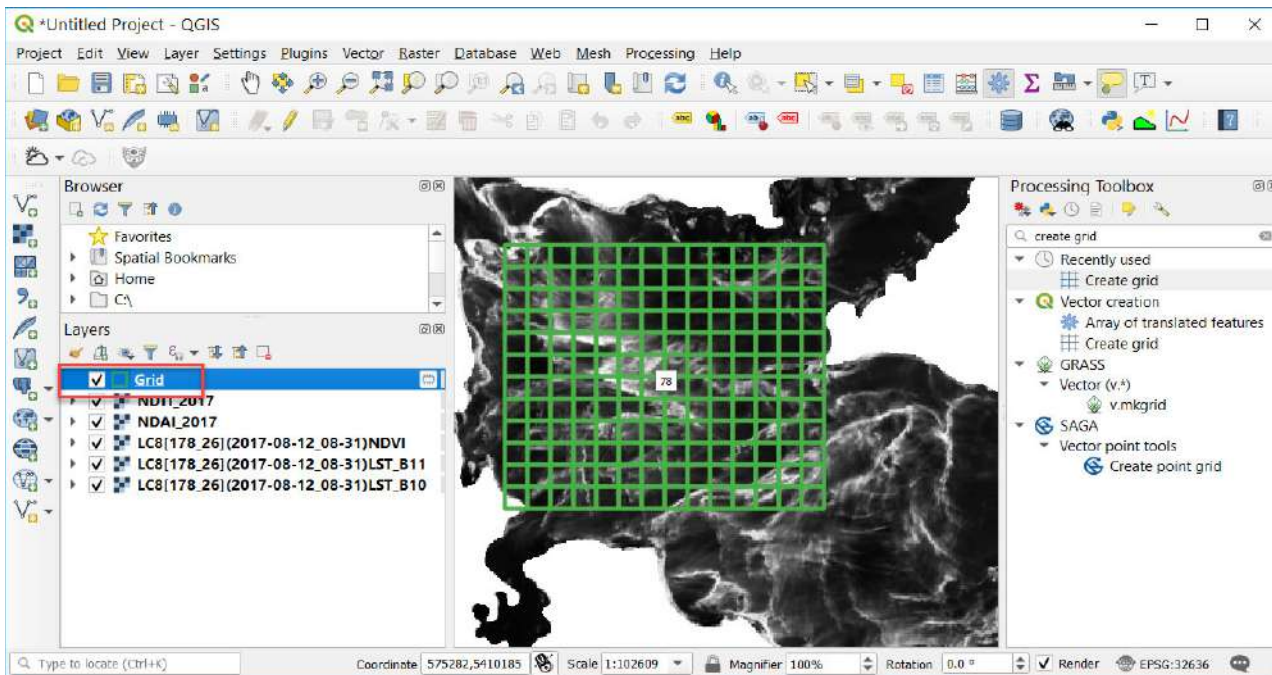 *Untitled Project - QGIS
Project Edit View Layer Settings Plugins Vector Raster Database Web Mesh Processing Help
Browser
Favorites
Spatial Bookmarks
Home
C:\
Layers
Grid
NDII_2017
NDAI_2017
LC8[178_26](2017-08-12_08-31)NDVI
LC8[178_26](2017-08-12_08-31)LST_B11
LC8[178_26](2017-08-12_08-31)LST_B10
78
Processing Toolbox
create grid
Recently used
Create grid
Vector creation
Array of translated features
Create grid
GRASS
Vector (v.*)
v.mkgrid
SAGA
Vector point tools
Create point grid
Type to locate (Ctrl+K)
Coordinate 575282,5410185 Scale 1:102609 Magnifier 100% Rotation 0.0 ° Render EPSG:32636